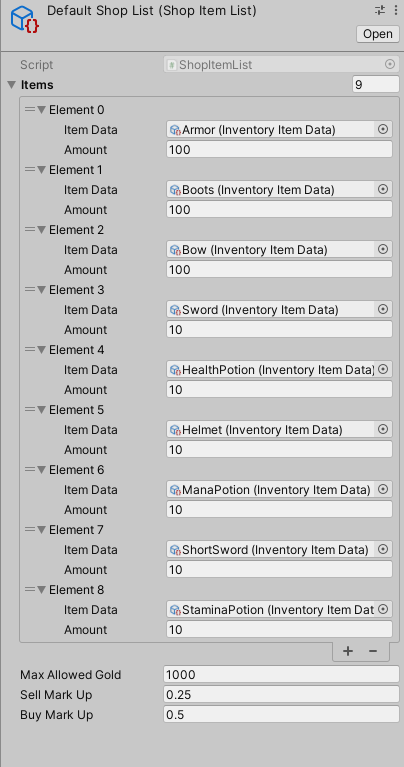 Default Shop List (Shop Item List)
Open
Script
# ShopItemList
Items
9
Element 0
Item Data
Armor (Inventory Item Data)
Amount
100
Element 1
Item Data
Boots (Inventory Item Data)
Amount
100
Element 2
Item Data
Bow (Inventory Item Data)
Amount
100
Element 3
Item Data
Sword (Inventory Item Data)
Amount
10
Element 4
Item Data
HealthPotion (Inventory Item Data)
Amount
10
Element 5
Item Data
Helmet (Inventory Item Data)
Amount
10
Element 6
Item Data
ManaPotion (Inventory Item Data)
Amount
10
Element 7
Item Data
ShortSword (Inventory Item Data)
Amount
10
Element 8
Item Data
StaminaPotion (Inventory Item Dat
Amount
10
+ −
Max Allowed Gold
1000
Sell Mark Up
0.25
Buy Mark Up
0.5